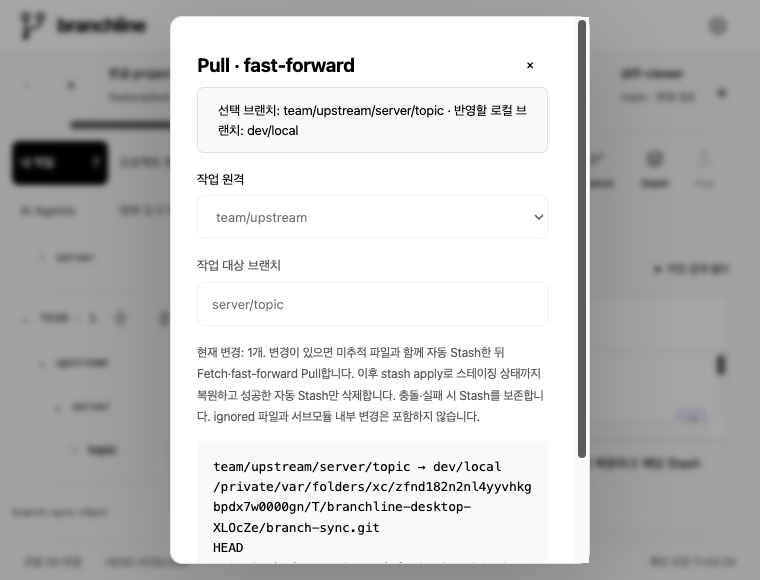 branchline
Pull · fast-forward
×
선택 브랜치: team/upstream/server/topic · 반영할 로컬 브
랜치: dev/local
작업 원격
team/upstream
작업 대상 브랜치
server/topic
현재 변경: 1개. 변경이 있으면 미추적 파일과 함께 자동 Stash한 뒤
Fetch·fast-forward Pull합니다. 이후 stash apply로 스테이징 상태까지
복원하고 성공한 자동 Stash만 삭제합니다. 충돌·실패 시 Stash를 보존합니
다. ignored 파일과 서브모듈 내부 변경은 포함하지 않습니다.
team/upstream/server/topic → dev/local
/private/var/folders/xc/zfnd182n2nl4yyvhkg
bpdx7w0000gn/T/branchline-desktop-
XLOcZe/branch-sync.git
HEAD
AI Agents
server
upstream
server
topic